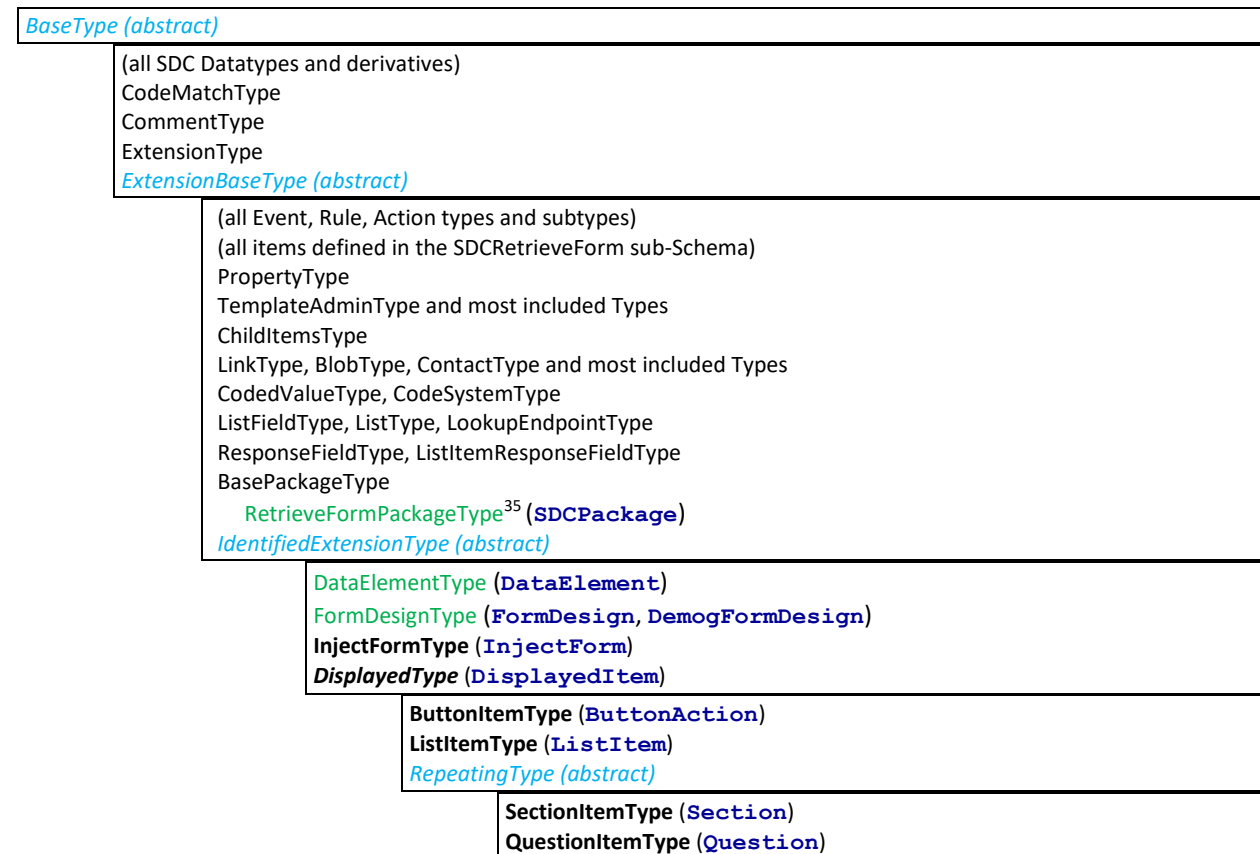 BaseType (abstract)
(all SDC Datatypes and derivatives)
CodeMatchType
CommentType
ExtensionType
ExtensionBaseType (abstract)
(all Event, Rule, Action types and subtypes)
(all items defined in the SDCRetrieveForm sub-Schema)
PropertyType
TemplateAdminType and most included Types
ChildItemsType
LinkType, BlobType, ContactType and most included Types
CodedValueType, CodeSystemType
ListFieldType, ListType, LookupEndpointType
ResponseFieldType, ListItemResponseFieldType
BasePackageType
RetrieveFormPackageType35 (SDCPackage)
IdentifiedExtensionType (abstract)
DataElementType (DataElement)
FormDesignType (FormDesign, DemogFormDesign)
InjectFormType (InjectForm)
DisplayedType (DisplayedItem)
ButtonItemType (ButtonAction)
ListItemType (ListItem)
RepeatingType (abstract)
SectionItemType (Section)
QuestionItemType (Question)